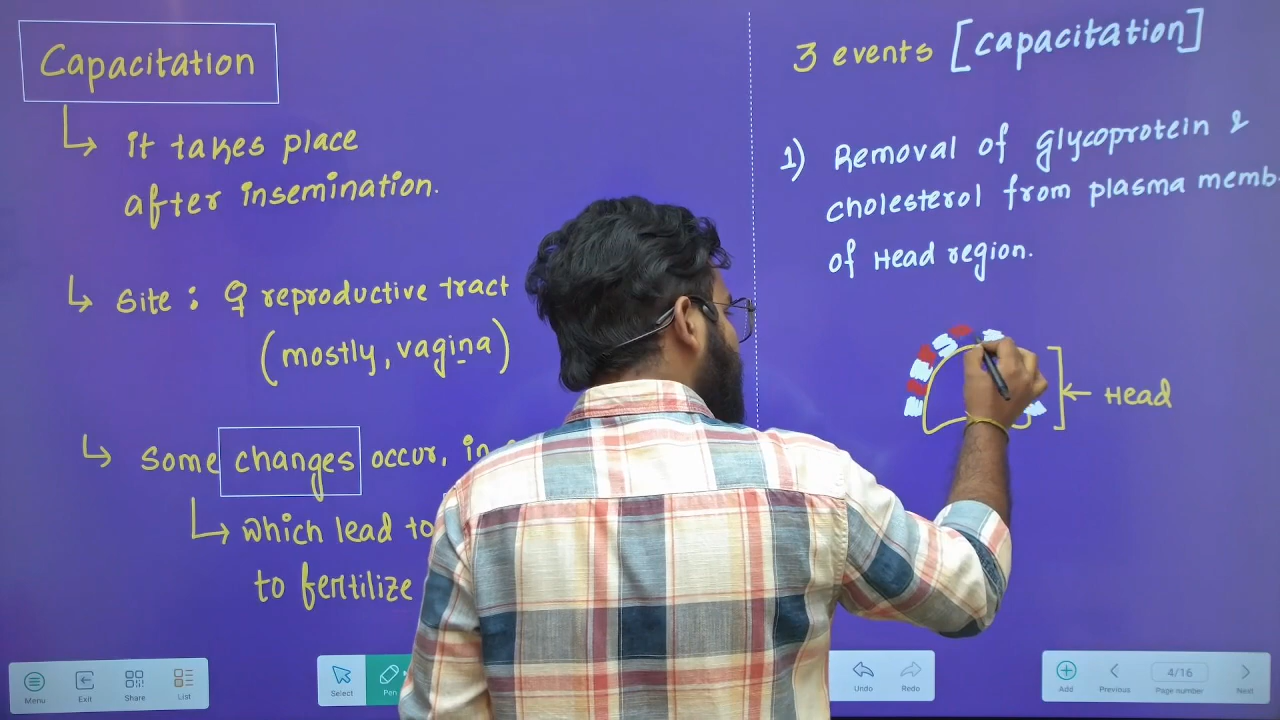 Capacitation
↳ it takes place
after insemination.
↳ Site : ♀ reproductive tract
(mostly, vagina)
↳ some changes occur, in
↳ which lead to
to fertilize
3 events [capacitation]
1) Removal of glycoprotein &
cholesterol from plasma memb.
of Head region.
← Head
Menu
Exit
Share
List
Select
Pen
Undo
Redo
Add
Previous
4/16
Page number
Next